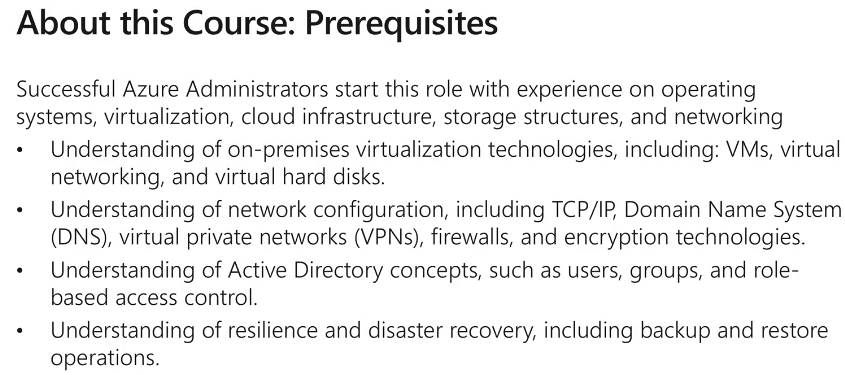 About this Course: Prerequisites
Successful Azure Administrators start this role with experience on operating
systems, virtualization, cloud infrastructure, storage structures, and networking
• Understanding of on-premises virtualization technologies, including: VMs, virtual
networking, and virtual hard disks.
• Understanding of network configuration, including TCP/IP, Domain Name System
(DNS), virtual private networks (VPNs), firewalls, and encryption technologies.
• Understanding of Active Directory concepts, such as users, groups, and role-
based access control.
• Understanding of resilience and disaster recovery, including backup and restore
operations.